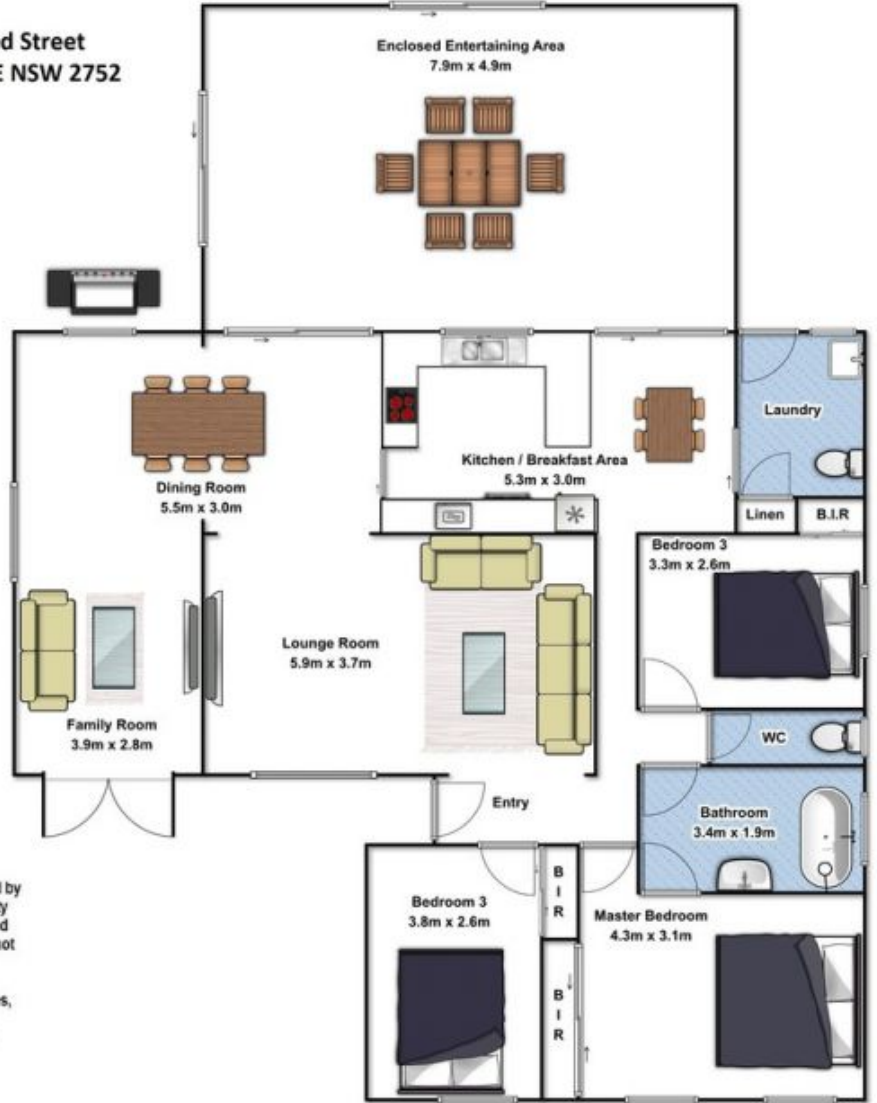 d Street
E NSW 2752
Enclosed Entertaining Area
7.9m x 4.9m
Laundry
Kitchen / Breakfast Area
5.3m x 3.0m
Dining Room
5.5m x 3.0m
Linen
B.I.R
Bedroom 3
3.3m x 2.6m
Lounge Room
5.9m x 3.7m
Family Room
3.9m x 2.8m
WC
Entry
Bathroom
3.4m x 1.9m
by
Bedroom 3
3.8m x 2.6m
B
I
R
Master Bedroom
4.3m x 3.1m
B
I
R